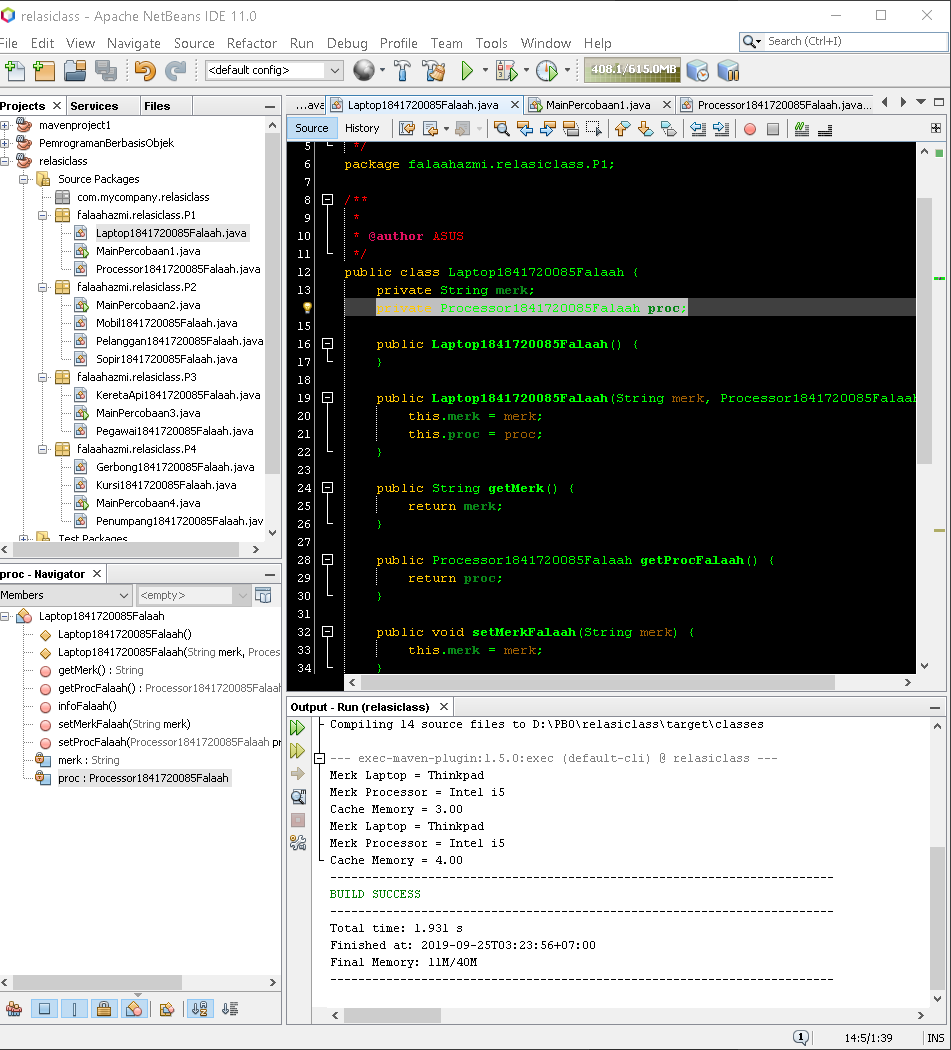 relasiclass - Apache NetBeans IDE 11.0
File Edit View Navigate Source Refactor Run Debug Profile Team Tools Window Help
Search (Ctrl+I)
<default config>
408.1/615.0MB
Projects
Services
Files
mavenproject1
PemrogramanBerbasisObjek
relasiclass
Source Packages
com.mycompany.relasiclass
falaahazmi.relasiclass.P1
Laptop1841720085Falaah.java
MainPercobaan1.java
Processor1841720085Falaah.java
falaahazmi.relasiclass.P2
MainPercobaan2.java
Mobil1841720085Falaah.java
Pelanggan1841720085Falaah.java
Sopir1841720085Falaah.java
falaahazmi.relasiclass.P3
KeretaApi1841720085Falaah.java
MainPercobaan3.java
Pegawai1841720085Falaah.java
falaahazmi.relasiclass.P4
Gerbong1841720085Falaah.java
Kursi1841720085Falaah.java
MainPercobaan4.java
Penumpang1841720085Falaah.jav
Test Packages
proc - Navigator
Members
<empty>
Laptop1841720085Falaah
Laptop1841720085Falaah()
Laptop1841720085Falaah(String merk, Proces
getMerk() : String
getProcFalaah() : Processor1841720085Falaah
infoFalaah()
setMerkFalaah(String merk)
setProcFalaah(Processor1841720085Falaah pr
merk : String
proc : Processor1841720085Falaah
...ava
Laptop1841720085Falaah.java
MainPercobaan1.java
Processor1841720085Falaah.java...
Source
History
5 */
6 package falaahazmi.relasiclass.P1;
7
8 /**
9 *
10 * @author ASUS
11 */
12 public class Laptop1841720085Falaah {
13 private String merk;
private Processor1841720085Falaah proc;
15
16 public Laptop1841720085Falaah() {
17 }
18
19 public Laptop1841720085Falaah(String merk, Processor1841720085Falaah
20 this.merk = merk;
21 this.proc = proc;
22 }
23
24 public String getMerk() {
25 return merk;
26 }
27
28 public Processor1841720085Falaah getProcFalaah() {
29 return proc;
30 }
31
32 public void setMerkFalaah(String merk) {
33 this.merk = merk;
34 }
Output - Run (relasiclass)
Compiling 14 source files to D:\PBO\relasiclass\target\classes
--- exec-maven-plugin:1.5.0:exec (default-cli) @ relasiclass ---
Merk Laptop = Thinkpad
Merk Processor = Intel i5
Cache Memory = 3.00
Merk Laptop = Thinkpad
Merk Processor = Intel i5
Cache Memory = 4.00
------------------------------------------------------------------------
BUILD SUCCESS
------------------------------------------------------------------------
Total time: 1.931 s
Finished at: 2019-09-25T03:23:56+07:00
Final Memory: 11M/40M
------------------------------------------------------------------------
1
14:5/1:39
INS